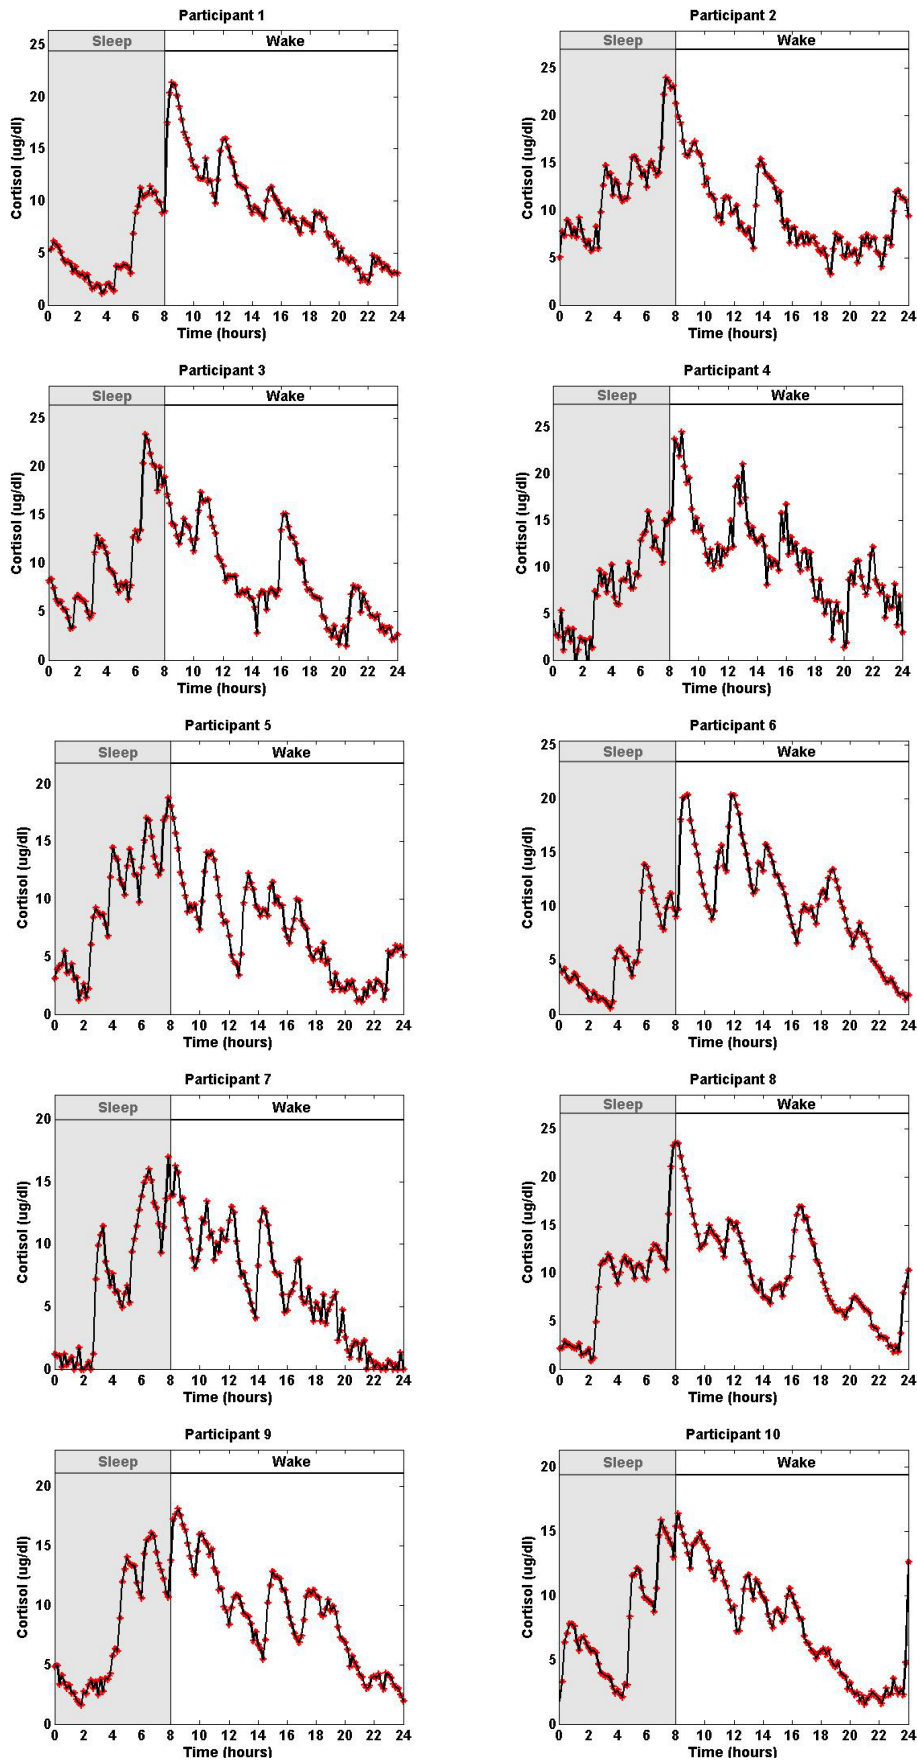 Participant 1
Sleep Wake
Cortisol (ug/dl)
25
20
15
10
5
0
0 2 4 6 8 10 12 14 16 18 20 22 24
Time (hours)
Participant 2
Sleep Wake
Cortisol (ug/dl)
25
20
15
10
5
0
0 2 4 6 8 10 12 14 16 18 20 22 24
Time (hours)
Participant 3
Sleep Wake
Cortisol (ug/dl)
25
20
15
10
5
0
0 2 4 6 8 10 12 14 16 18 20 22 24
Time (hours)
Participant 4
Sleep Wake
Cortisol (ug/dl)
25
20
15
10
5
0
0 2 4 6 8 10 12 14 16 18 20 22 24
Time (hours)
Participant 5
Sleep Wake
Cortisol (ug/dl)
20
15
10
5
0
0 2 4 6 8 10 12 14 16 18 20 22 24
Time (hours)
Participant 6
Sleep Wake
Cortisol (ug/dl)
25
20
15
10
5
0
0 2 4 6 8 10 12 14 16 18 20 22 24
Time (hours)
Participant 7
Sleep Wake
Cortisol (ug/dl)
20
15
10
5
0
0 2 4 6 8 10 12 14 16 18 20 22 24
Time (hours)
Participant 8
Sleep Wake
Cortisol (ug/dl)
25
20
15
10
5
0
0 2 4 6 8 10 12 14 16 18 20 22 24
Time (hours)
Participant 9
Sleep Wake
Cortisol (ug/dl)
20
15
10
5
0
0 2 4 6 8 10 12 14 16 18 20 22 24
Time (hours)
Participant 10
Sleep Wake
Cortisol (ug/dl)
20
15
10
5
0
0 2 4 6 8 10 12 14 16 18 20 22 24
Time (hours)